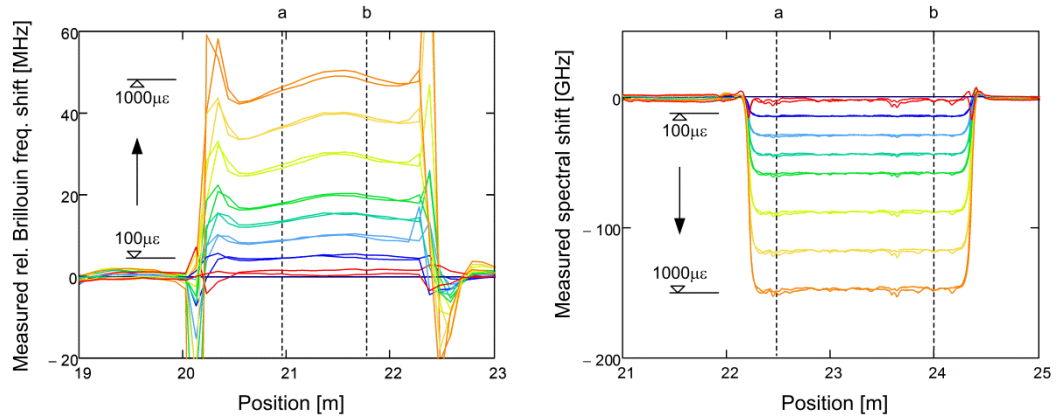 a b
Measured rel. Brillouin freq. shift [MHz]
60
40
20
0
− 20
1000με
100με
19 20 21 22 23
Position [m]
a b
Measured spectral shift [GHz]
0
−100
−200
100με
1000με
21 22 23 24 25
Position [m]